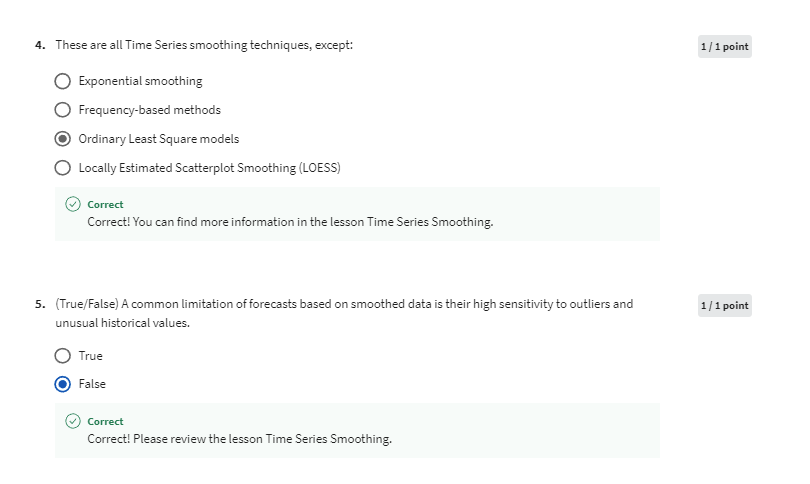 4. These are all Time Series smoothing techniques, except:
1 / 1 point
Exponential smoothing
Frequency-based methods
Ordinary Least Square models
Locally Estimated Scatterplot Smoothing (LOESS)
Correct
Correct! You can find more information in the lesson Time Series Smoothing.
5. (True/False) A common limitation of forecasts based on smoothed data is their high sensitivity to outliers and
unusual historical values.
1 / 1 point
True
False
Correct
Correct! Please review the lesson Time Series Smoothing.